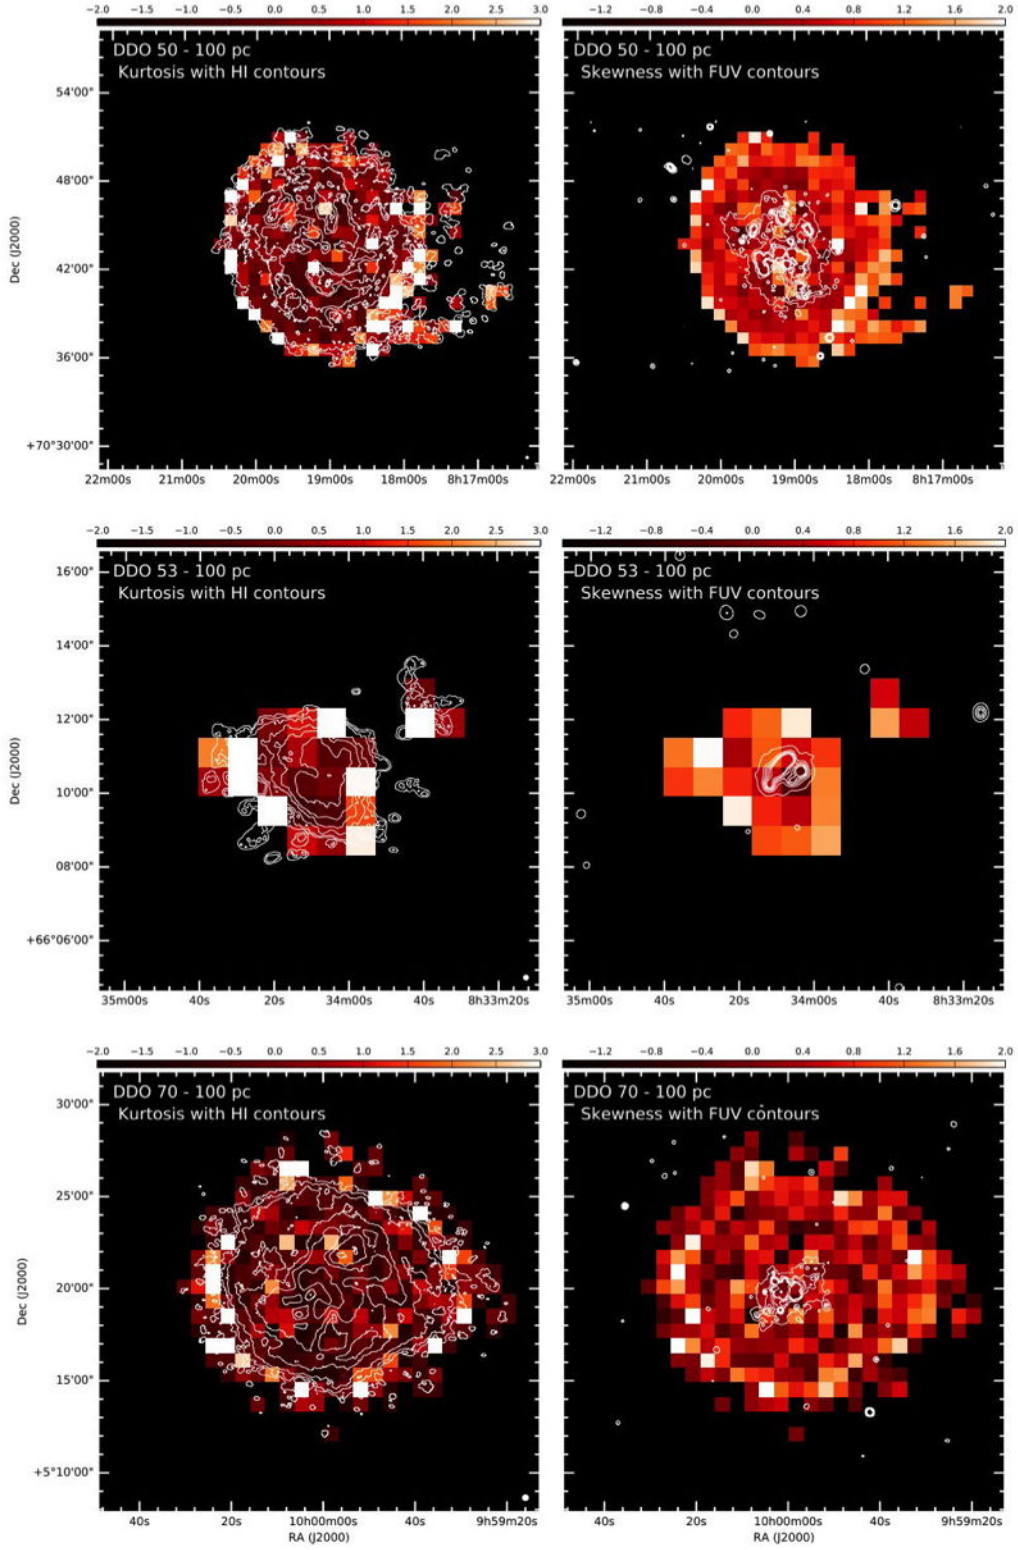 −2.0 −1.5 −1.0 −0.5 0.0 0.5 1.0 1.5 2.0 2.5 3.0
−1.2 −0.8 −0.4 0.0 0.4 0.8 1.2 1.6 2.0
DDO 50 - 100 pc
Kurtosis with HI contours
DDO 50 - 100 pc
Skewness with FUV contours
54'00"
48'00"
Dec (J2000)
42'00"
36'00"
+70°30'00"
22m00s 21m00s 20m00s 19m00s 18m00s 8h17m00s
22m00s 21m00s 20m00s 19m00s 18m00s 8h17m00s
−2.0 −1.5 −1.0 −0.5 0.0 0.5 1.0 1.5 2.0 2.5 3.0
−1.2 −0.8 −0.4 0.0 0.4 0.8 1.2 1.6 2.0
DDO 53 - 100 pc
Kurtosis with HI contours
DDO 53 - 100 pc
Skewness with FUV contours
16'00"
14'00"
12'00"
Dec (J2000)
10'00"
08'00"
+66°06'00"
35m00s 40s 20s 34m00s 40s 8h33m20s
35m00s 40s 20s 34m00s 40s 8h33m20s
−2.0 −1.5 −1.0 −0.5 0.0 0.5 1.0 1.5 2.0 2.5 3.0
−1.2 −0.8 −0.4 0.0 0.4 0.8 1.2 1.6 2.0
DDO 70 - 100 pc
Kurtosis with HI contours
DDO 70 - 100 pc
Skewness with FUV contours
30'00"
25'00"
Dec (J2000)
20'00"
15'00"
+5°10'00"
40s 20s 10h00m00s 40s 9h59m20s
RA (J2000)
40s 20s 10h00m00s 40s 9h59m20s
RA (J2000)